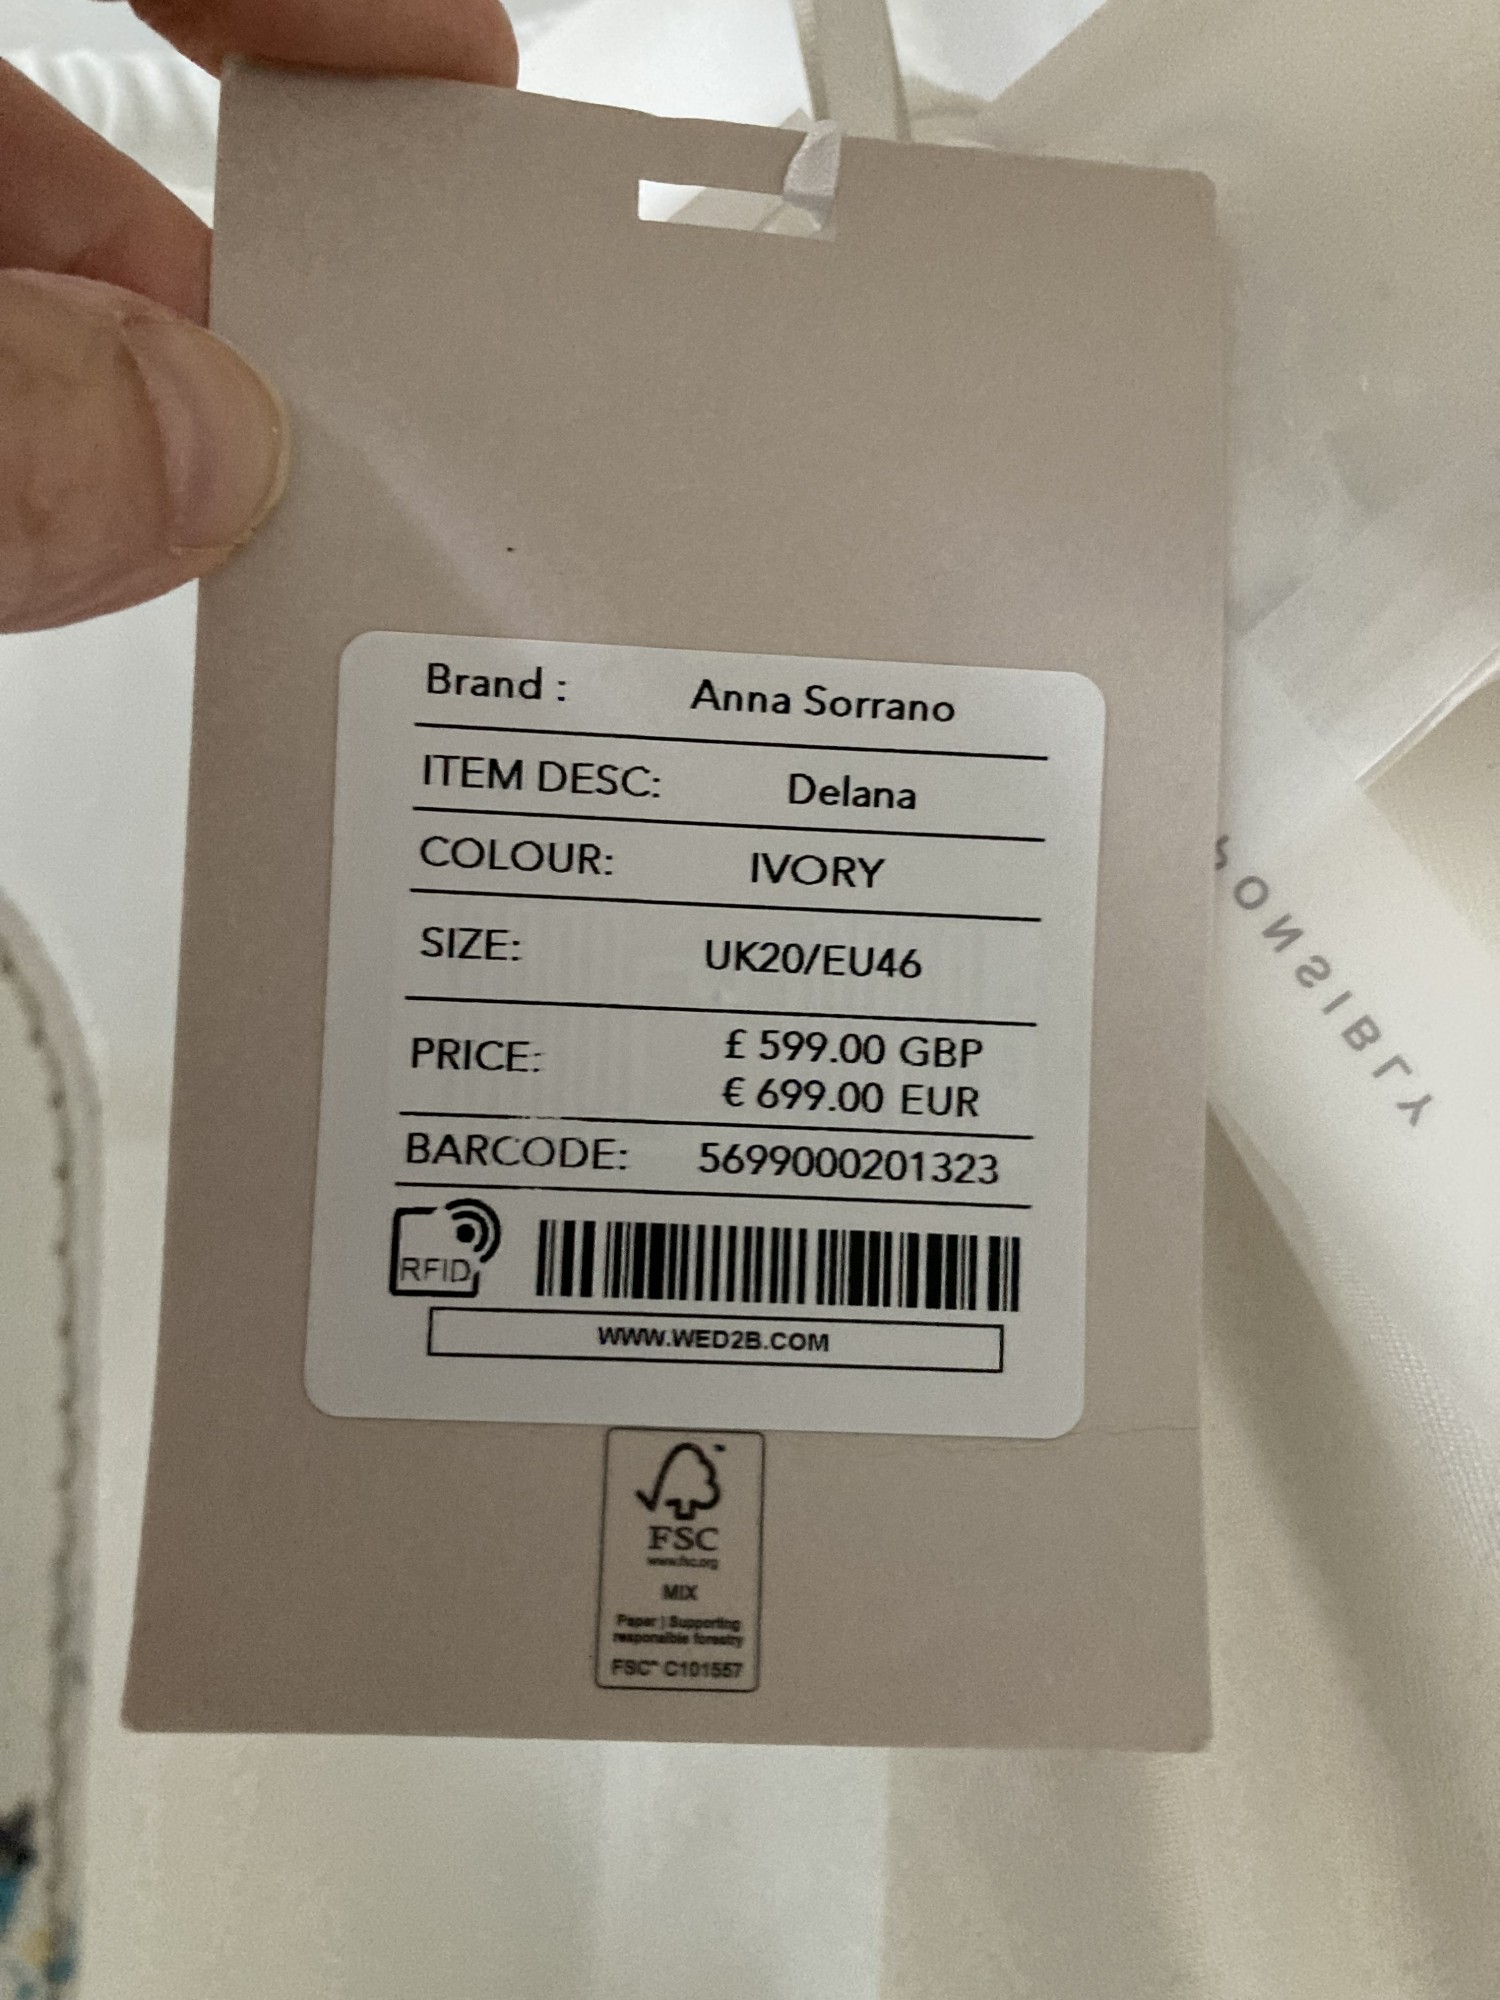 Brand : Anna Sorrano
ITEM DESC: Delana
COLOUR: IVORY
SIZE: UK20/EU46
PRICE: £ 599.00 GBP
€ 699.00 EUR
BARCODE: 5699000201323
RFID
WWW.WED2B.COM
FSC
www.fsc.org
MIX
Paper | Supporting
responsible forestry
FSC™ C101557
ONSIBLY